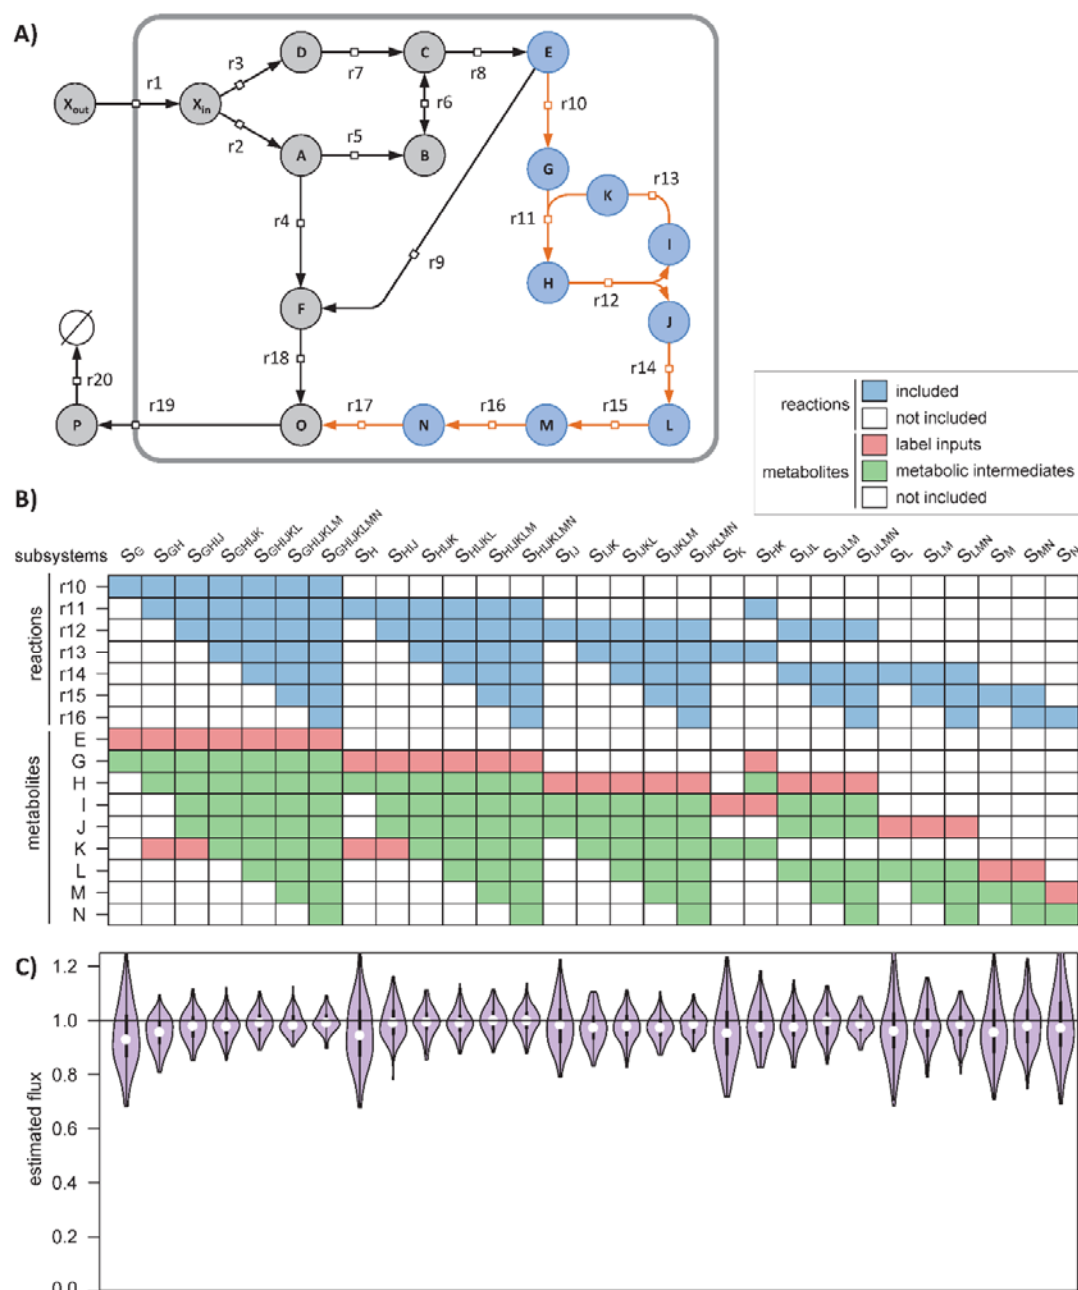 A)
r1
r3
r2
r7
r8
r6
r5
r10
r4
r9
r13
r11
r12
r14
r18
r20
r19
r17
r16
r15
Xout
Xin
D
C
E
A
B
G
K
I
H
F
J
P
O
N
M
L
reactions
included
not included
metabolites
label inputs
metabolic intermediates
not included
B)
subsystems SG SGH SGHIJ SGHIJK SGHIJKL SGHIJKLM SGHIJKLMN SH SHIJ SHIJK SHIJKL SHIJKLM SHIJKLMN SIJ SIJK SIJKL SIJKLM SIJKLMN SK SHK SIJL SIJLM SIJLMN SL SLM SLMN SM SMN SN
reactions
r10
r11
r12
r13
r14
r15
r16
metabolites
E
G
H
I
J
K
L
M
N
C)
estimated flux
1.2
1.0
0.8
0.6
0.4
0.2
0.0